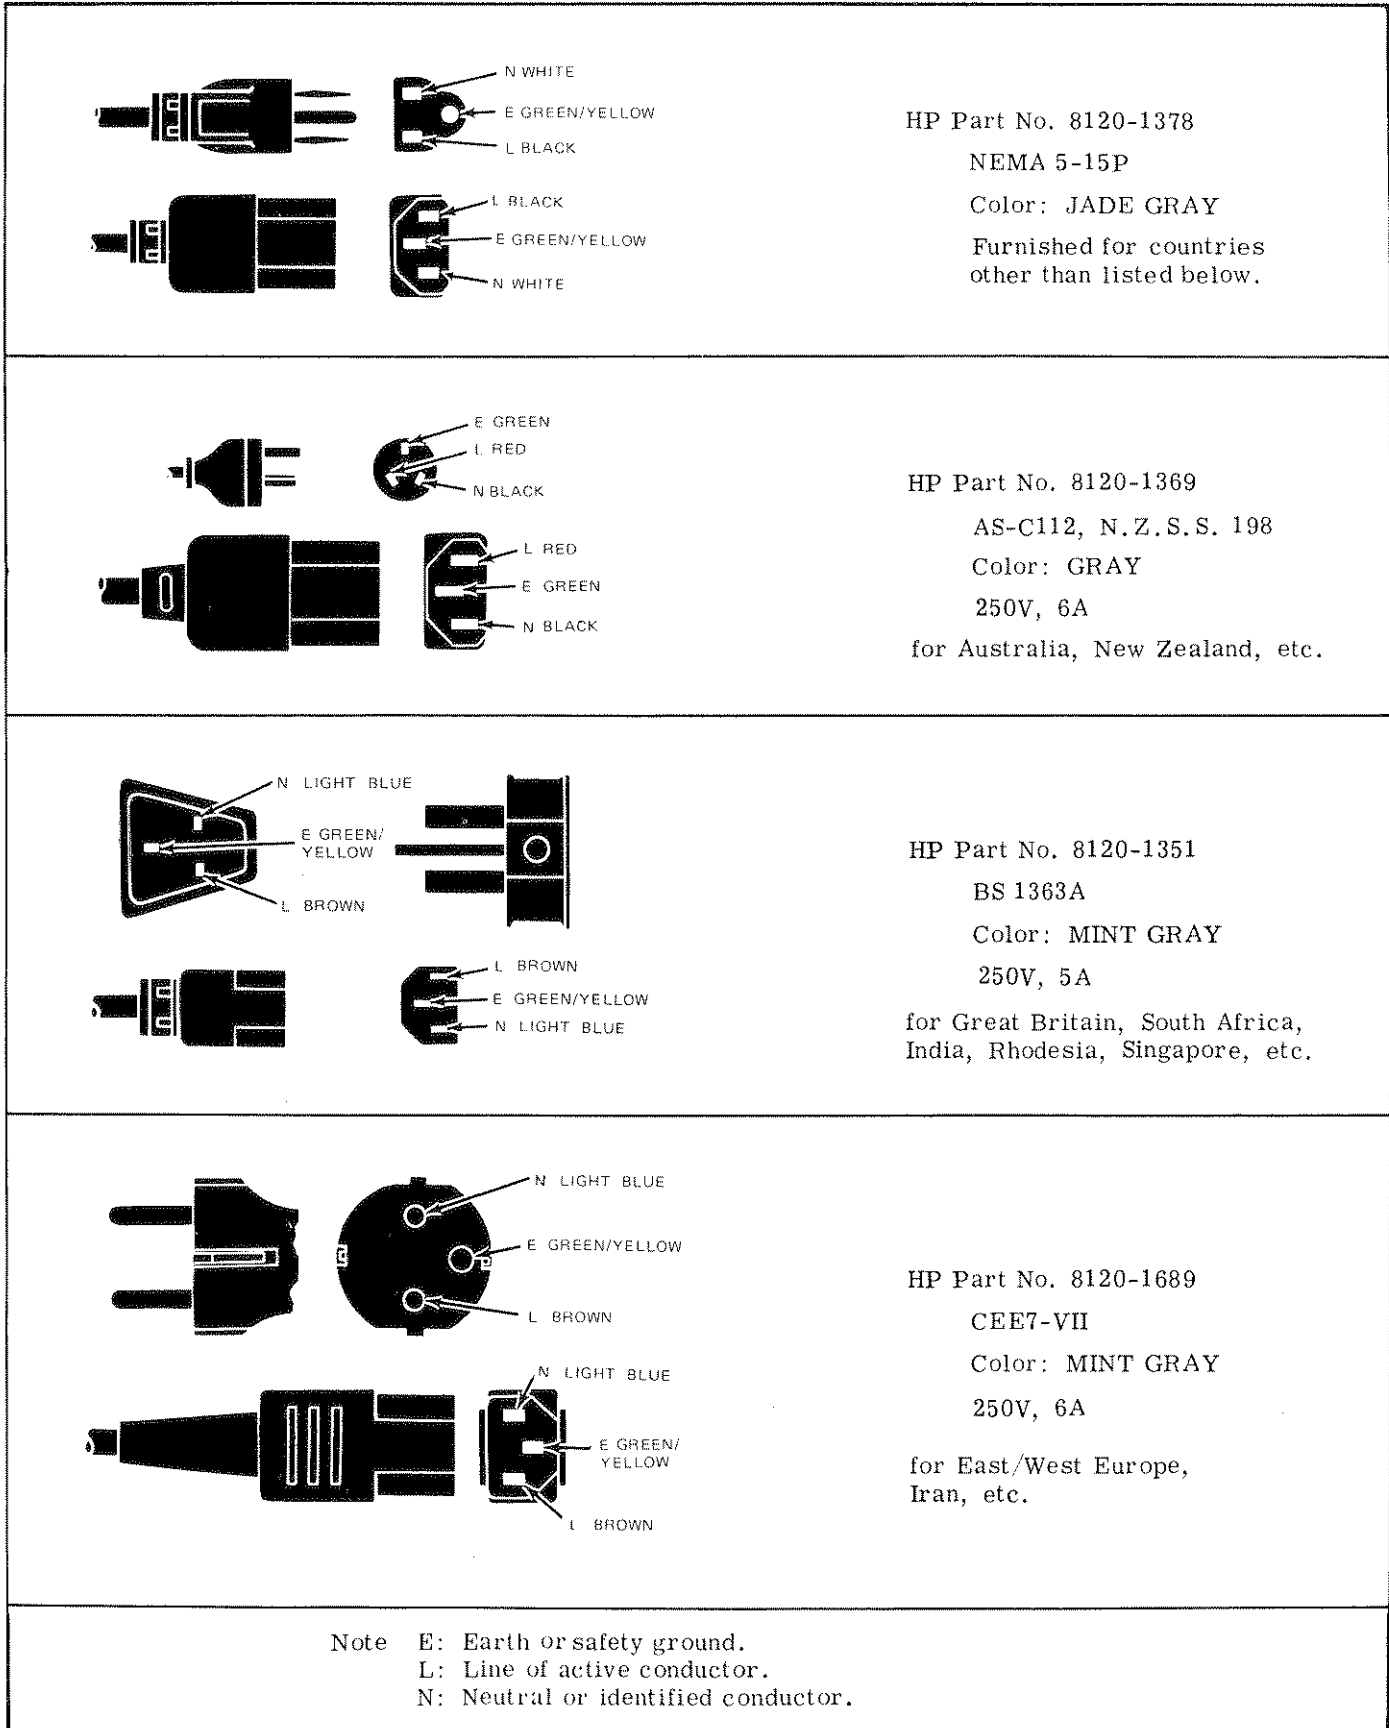 N WHITE
E GREEN/YELLOW
L BLACK
L BLACK
E GREEN/YELLOW
N WHITE
HP Part No. 8120-1378
NEMA 5-15P
Color: JADE GRAY
Furnished for countries
other than listed below.
E GREEN
L RED
N BLACK
L RED
E GREEN
N BLACK
HP Part No. 8120-1369
AS-C112, N.Z.S.S. 198
Color: GRAY
250V, 6A
for Australia, New Zealand, etc.
N LIGHT BLUE
E GREEN/
YELLOW
L BROWN
L BROWN
E GREEN/YELLOW
N LIGHT BLUE
HP Part No. 8120-1351
BS 1363A
Color: MINT GRAY
250V, 5A
for Great Britain, South Africa,
India, Rhodesia, Singapore, etc.
N LIGHT BLUE
E GREEN/YELLOW
L BROWN
N LIGHT BLUE
E GREEN/
YELLOW
L BROWN
HP Part No. 8120-1689
CEE7-VII
Color: MINT GRAY
250V, 6A
for East/West Europe,
Iran, etc.
Note E: Earth or safety ground.
L: Line of active conductor.
N: Neutral or identified conductor.